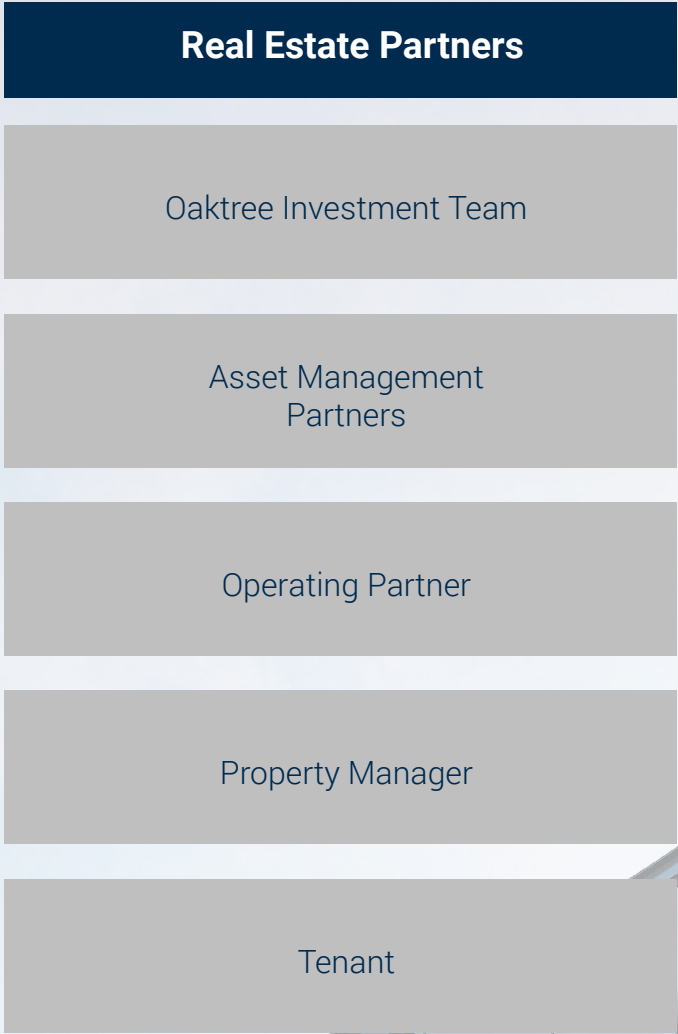 Real Estate Partners
Oaktree Investment Team
Asset Management
Partners
Operating Partner
Property Manager
Tenant